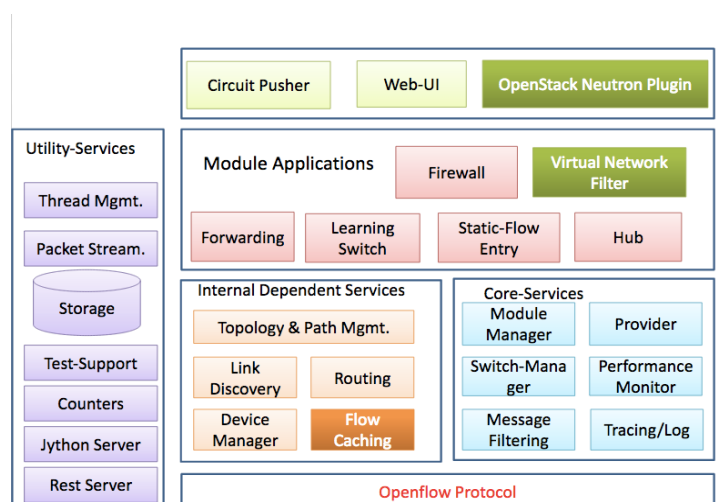 Circuit Pusher
Web-UI
OpenStack Neutron Plugin
Utility-Services
Thread Mgmt.
Packet Stream.
Storage
Test-Support
Counters
Jython Server
Rest Server
Module Applications
Firewall
Virtual Network
Filter
Forwarding
Learning
Switch
Static-Flow
Entry
Hub
Internal Dependent Services
Topology & Path Mgmt.
Link
Discovery
Routing
Device
Manager
Flow
Caching
Core-Services
Module
Manager
Provider
Switch-Mana
ger
Performance
Monitor
Message
Filtering
Tracing/Log
Openflow Protocol